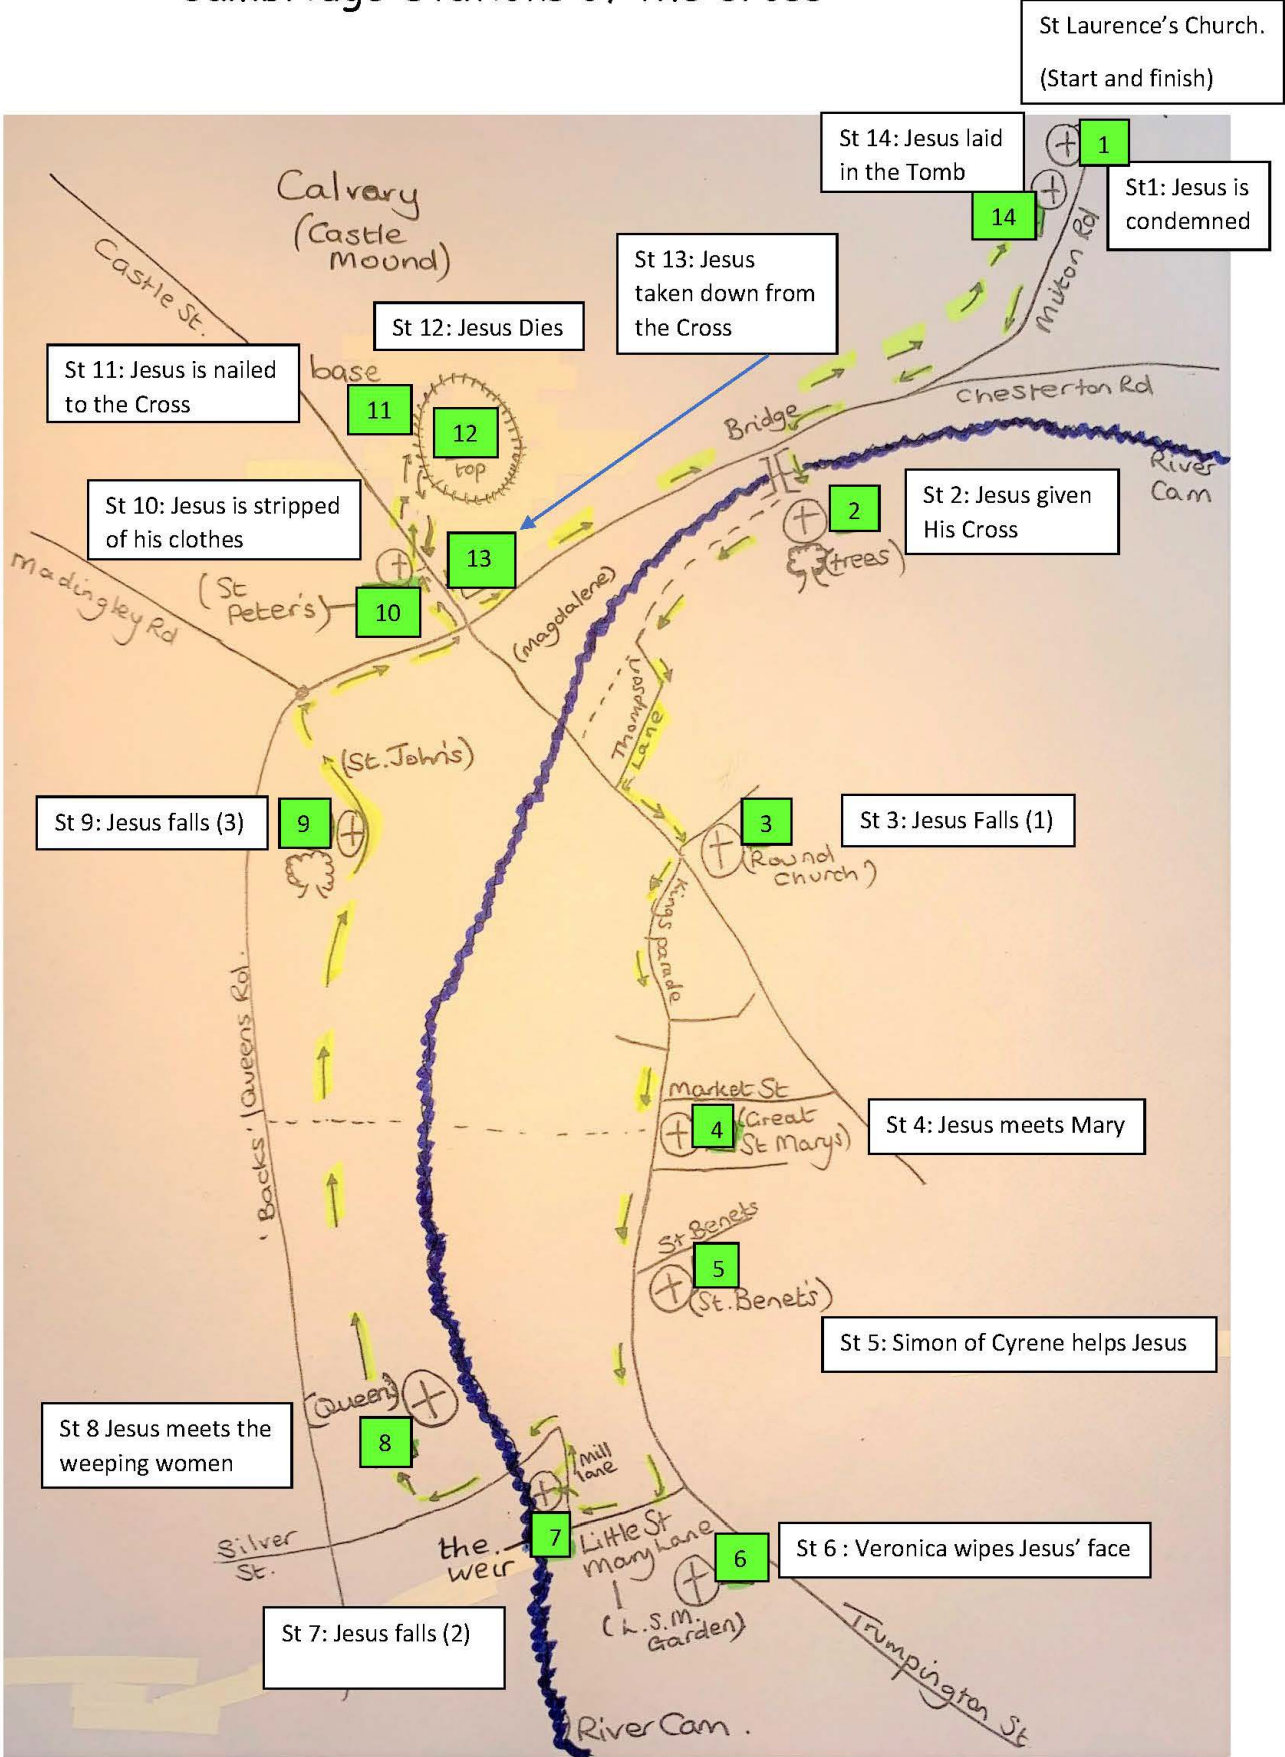 Cambridge Stations of the Cross
St Laurence's Church.
(Start and finish)
St 14: Jesus laid
in the Tomb
1
14
St1: Jesus is
condemned
Milton Rd
Calvary
(Castle
Mound)
Castle St.
St 13: Jesus
taken down from
the Cross
St 12: Jesus Dies
St 11: Jesus is nailed
to the Cross
base
11
12
top
Bridge
Chesterton Rd
River
Cam
St 10: Jesus is stripped
of his clothes
2
St 2: Jesus given
His Cross
(trees)
13
Madingley Rd
(St
Peter's)
10
(Magdalene)
Thompson
Lane
(St. John's)
St 9: Jesus falls (3)
9
3
(Round
Church)
St 3: Jesus Falls (1)
Kings parade
'Backs' Queens Rd.
Market St
4
(Great
St Marys)
St 4: Jesus meets Mary
St Benets
5
(St. Benet's)
St 5: Simon of Cyrene helps Jesus
(Queens)
8
St 8 Jesus meets the
weeping women
Mill
lane
Silver
St.
the
weir
7
Little St
Mary Lane
6
St 6 : Veronica wipes Jesus' face
(L.S.M.
Garden)
St 7: Jesus falls (2)
Trumpington St
River Cam.